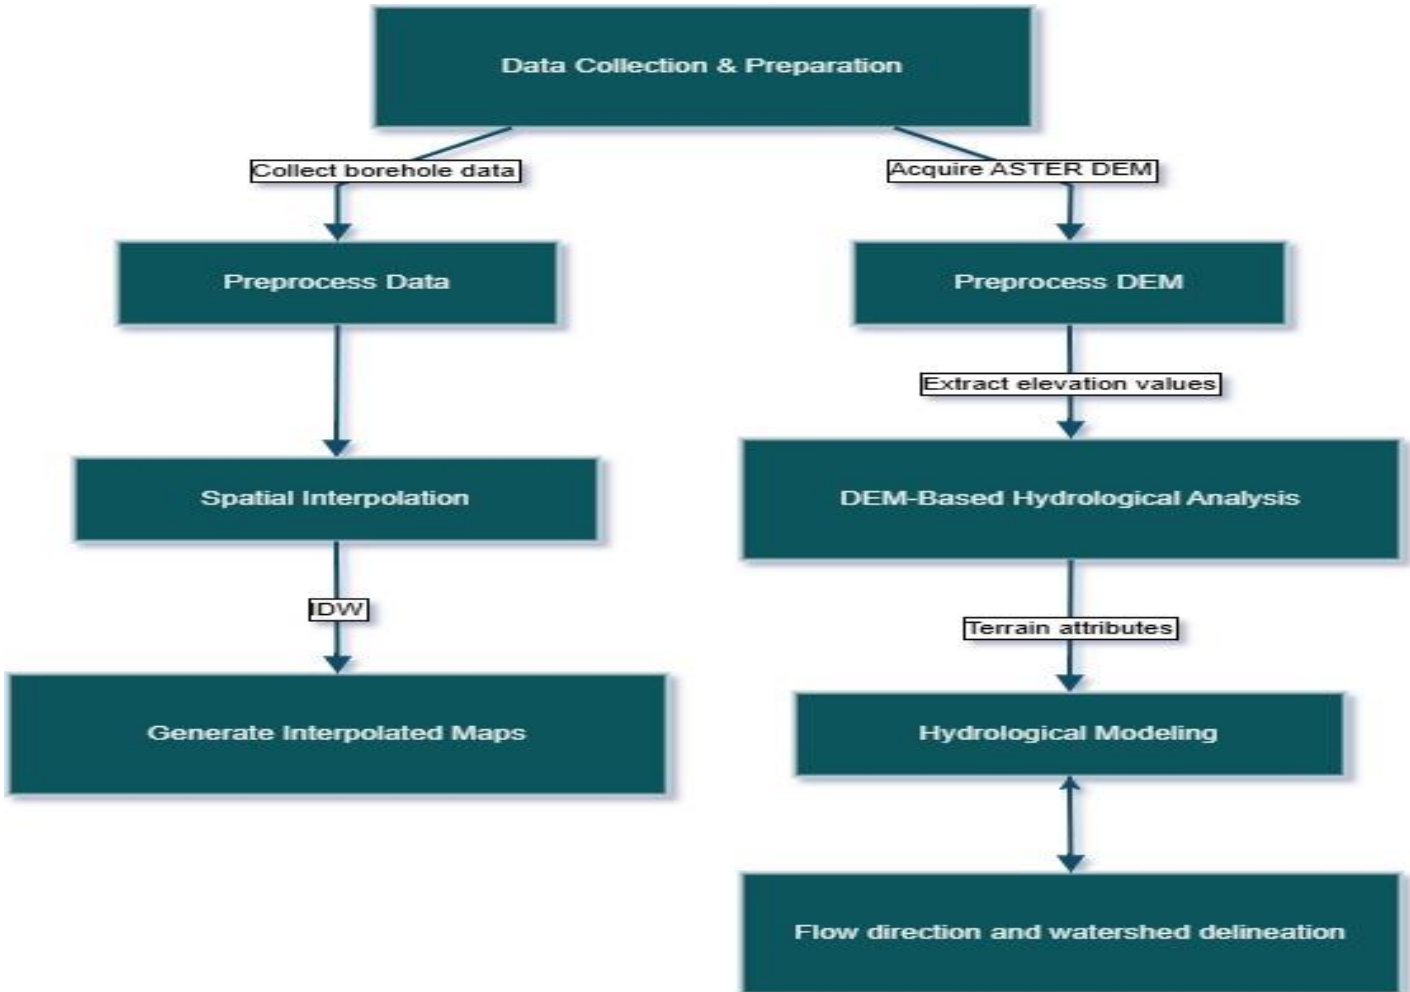 Data Collection & Preparation
Collect borehole data
Acquire ASTER DEM
Preprocess Data
Preprocess DEM
Extract elevation values
Spatial Interpolation
DEM-Based Hydrological Analysis
IDW
Terrain attributes
Generate Interpolated Maps
Hydrological Modeling
Flow direction and watershed delineation